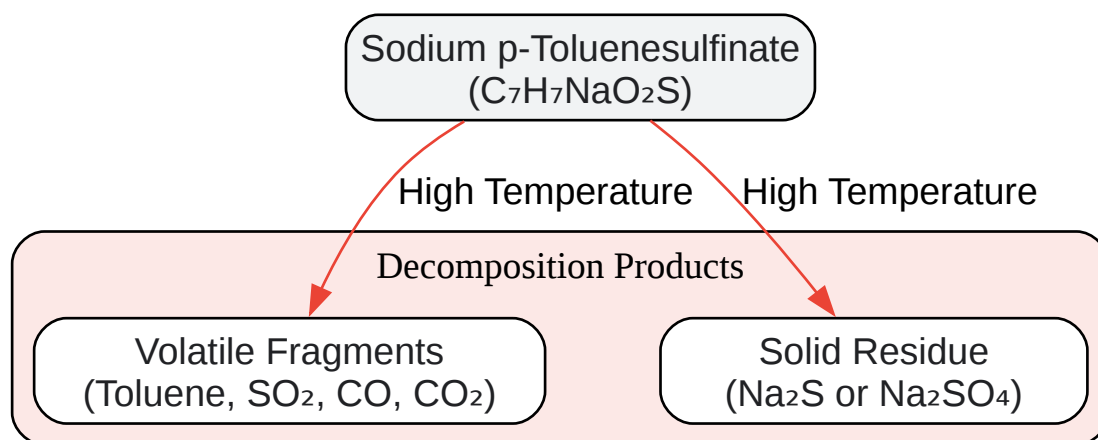 Sodium p-Toluenesulfinate
(C₇H₇NaO₂S)
High Temperature
High Temperature
Decomposition Products
Volatile Fragments
(Toluene, SO₂, CO, CO₂)
Solid Residue
(Na₂S or Na₂SO₄)